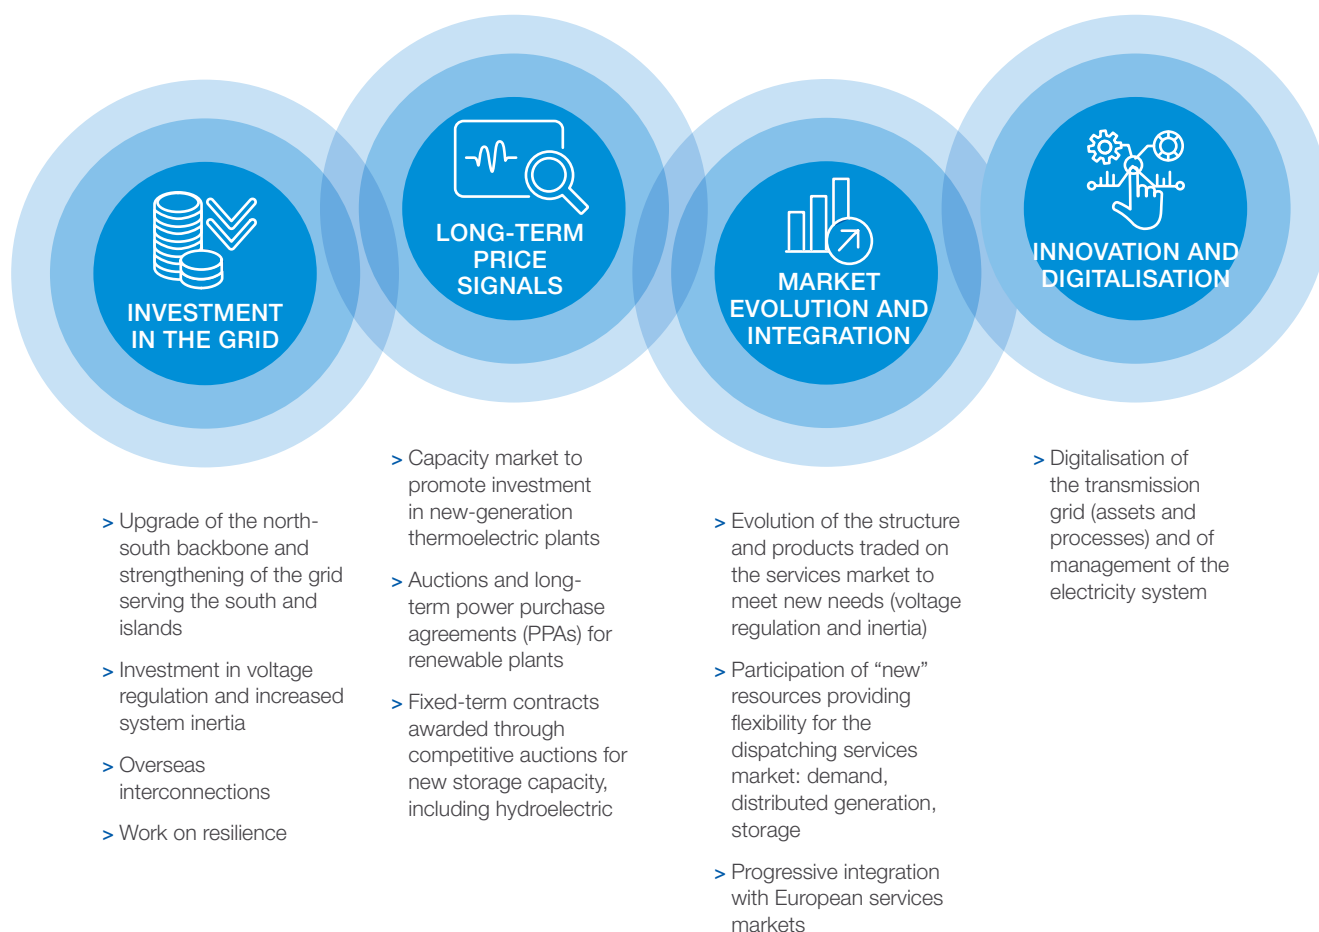 INVESTMENT
IN THE GRID
> Upgrade of the north-
south backbone and
strengthening of the grid
serving the south and
islands
> Investment in voltage
regulation and increased
system inertia
> Overseas
interconnections
> Work on resilience
LONG-TERM
PRICE
SIGNALS
> Capacity market to
promote investment
in new-generation
thermoelectric plants
> Auctions and long-
term power purchase
agreements (PPAs) for
renewable plants
> Fixed-term contracts
awarded through
competitive auctions for
new storage capacity,
including hydroelectric
MARKET
EVOLUTION AND
INTEGRATION
> Evolution of the structure
and products traded on
the services market to
meet new needs (voltage
regulation and inertia)
> Participation of “new”
resources providing
flexibility for the
dispatching services
market: demand,
distributed generation,
storage
> Progressive integration
with European services
markets
INNOVATION AND
DIGITALISATION
> Digitalisation of
the transmission
grid (assets and
processes) and of
management of the
electricity system